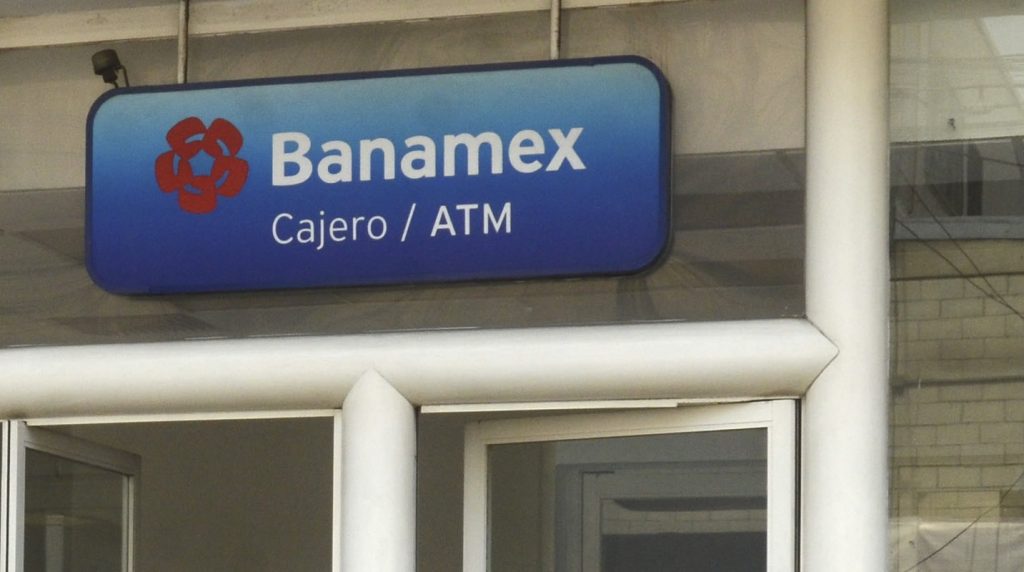 Banamex
Cajero / ATM